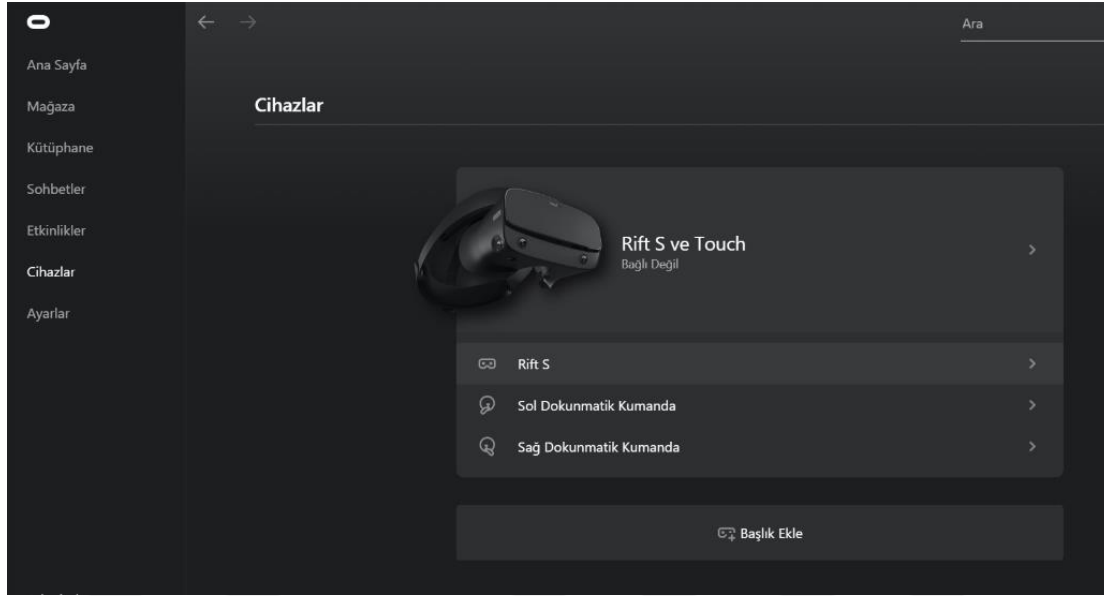 Ara
Ana Sayfa
Mağaza
Kütüphane
Sohbetler
Etkinlikler
Cihazlar
Ayarlar
Cihazlar
Rift S ve Touch
Bağlı Değil
Rift S
Sol Dokunmatik Kumanda
Sağ Dokunmatik Kumanda
Başlık Ekle